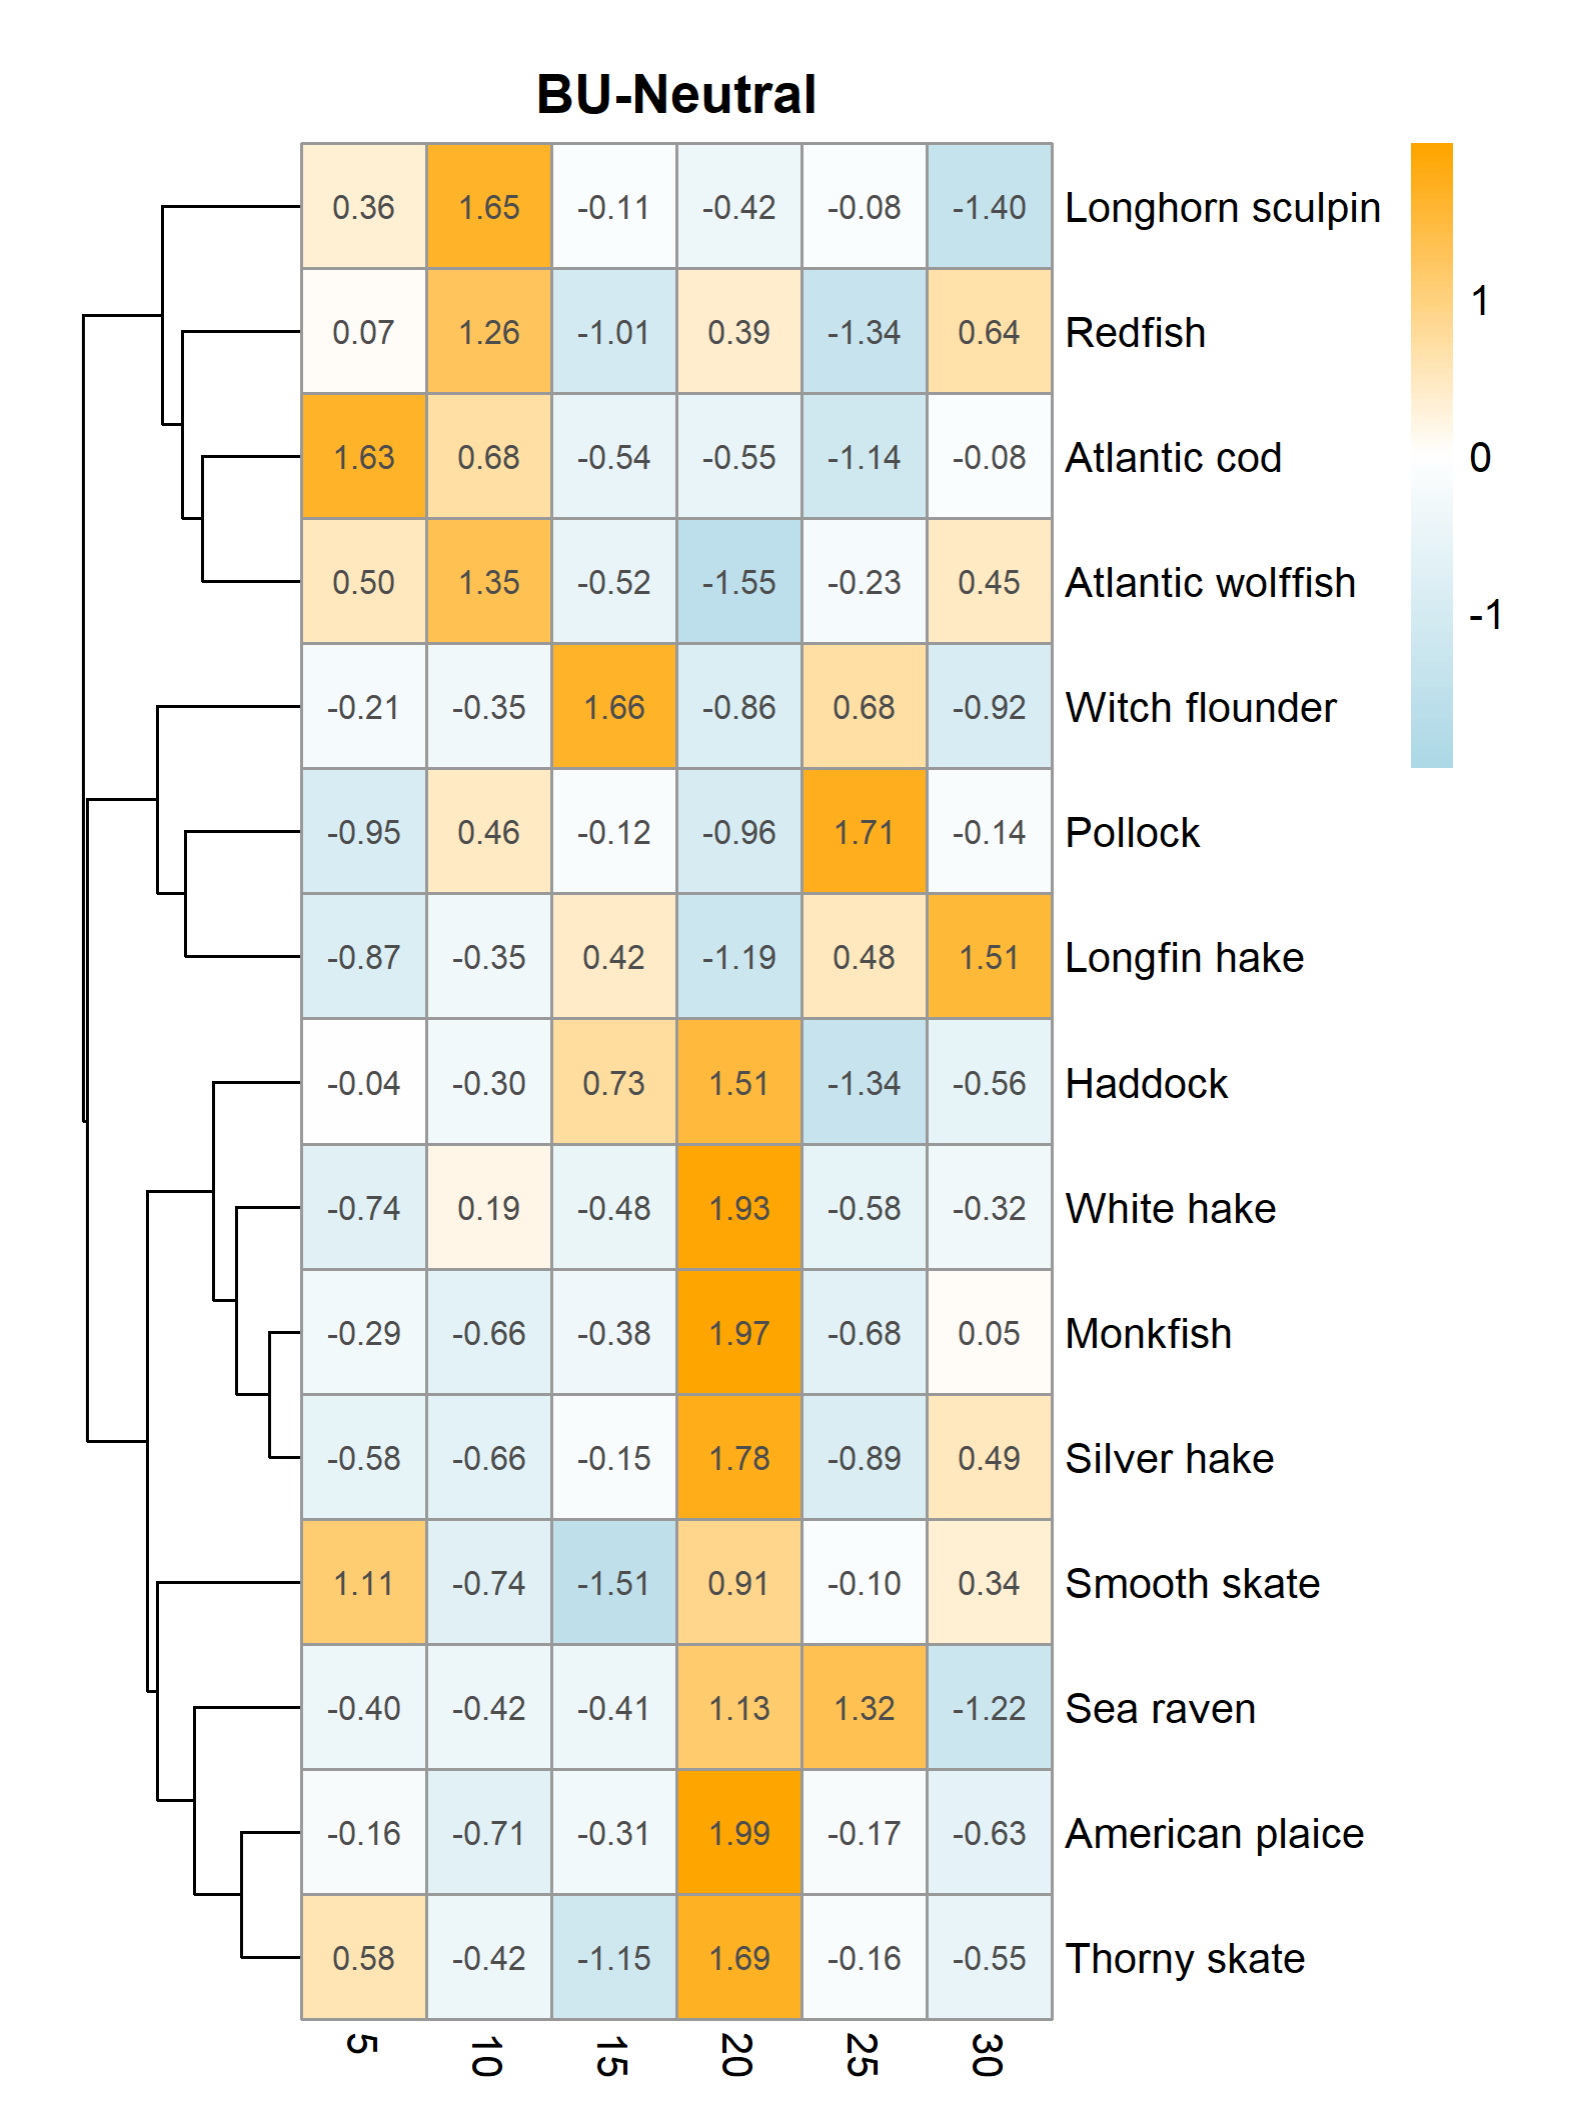 BU-Neutral
0.36 1.65 -0.11 -0.42 -0.08 -1.40 Longhorn sculpin
0.07 1.26 -1.01 0.39 -1.34 0.64 Redfish
1.63 0.68 -0.54 -0.55 -1.14 -0.08 Atlantic cod
0.50 1.35 -0.52 -1.55 -0.23 0.45 Atlantic wolffish
-0.21 -0.35 1.66 -0.86 0.68 -0.92 Witch flounder
-0.95 0.46 -0.12 -0.96 1.71 -0.14 Pollock
-0.87 -0.35 0.42 -1.19 0.48 1.51 Longfin hake
-0.04 -0.30 0.73 1.51 -1.34 -0.56 Haddock
-0.74 0.19 -0.48 1.93 -0.58 -0.32 White hake
-0.29 -0.66 -0.38 1.97 -0.68 0.05 Monkfish
-0.58 -0.66 -0.15 1.78 -0.89 0.49 Silver hake
1.11 -0.74 -1.51 0.91 -0.10 0.34 Smooth skate
-0.40 -0.42 -0.41 1.13 1.32 -1.22 Sea raven
-0.16 -0.71 -0.31 1.99 -0.17 -0.63 American plaice
0.58 -0.42 -1.15 1.69 -0.16 -0.55 Thorny skate
5 10 15 20 25 30
1
0
-1